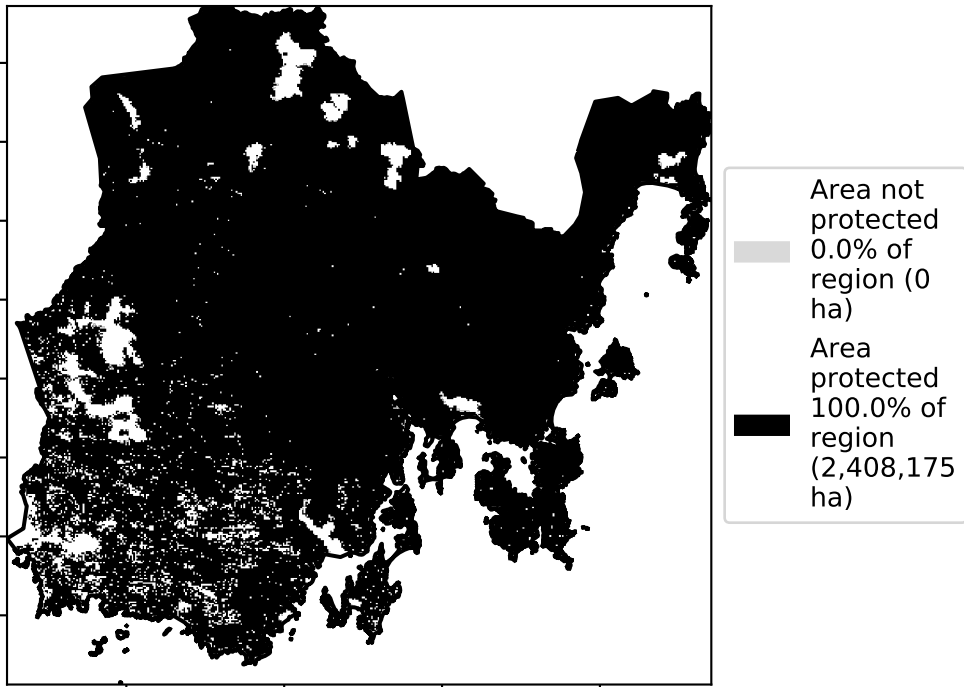 Area not
protected
0.0% of
region (0
ha)
Area
protected
100.0% of
region
(2,408,175
ha)